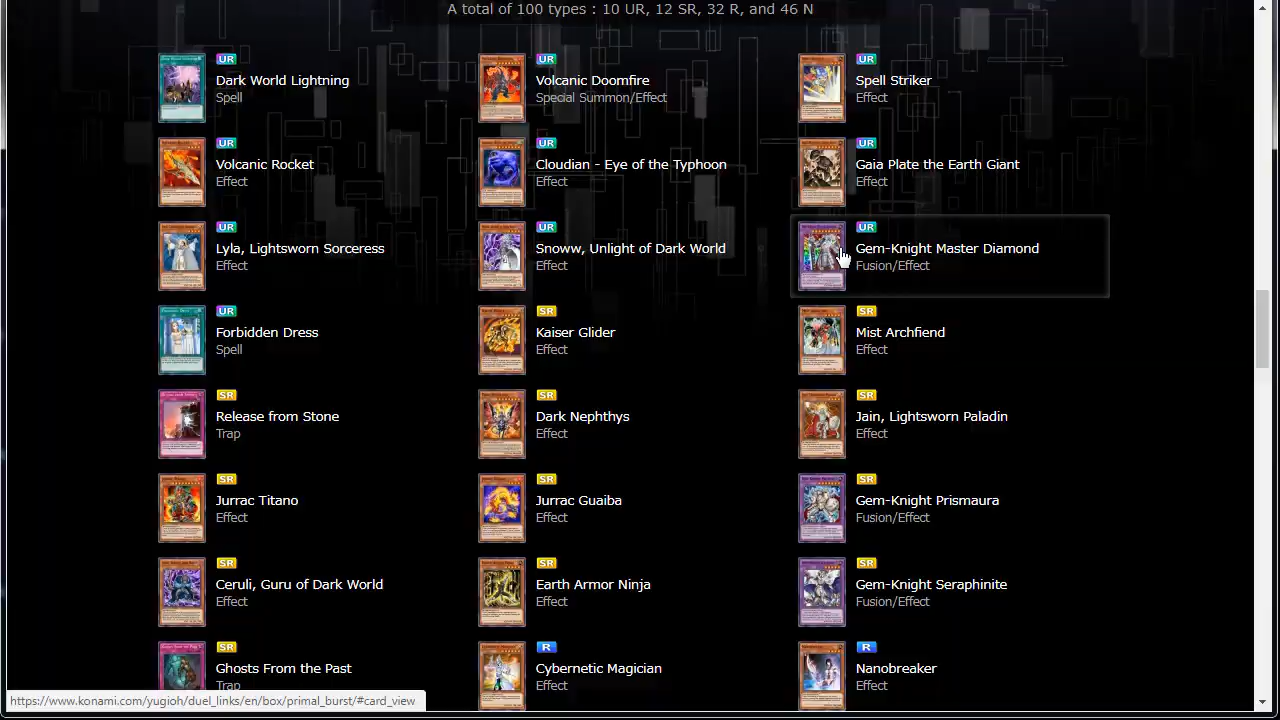 A total of 100 types : 10 UR, 12 SR, 32 R, and 46 N
UR
Dark World Lightning
Spell
UR
Volcanic Doomfire
Special Summon/Effect
UR
Spell Striker
Effect
UR
Volcanic Rocket
Effect
UR
Cloudian - Eye of the Typhoon
Effect
UR
Gaia Plate the Earth Giant
Effect
UR
Lyla, Lightsworn Sorceress
Effect
UR
Snoww, Unlight of Dark World
Effect
UR
Gem-Knight Master Diamond
Fusion/Effect
UR
Forbidden Dress
Spell
SR
Kaiser Glider
Effect
SR
Mist Archfiend
Effect
SR
Release from Stone
Trap
SR
Dark Nephthys
Effect
SR
Jain, Lightsworn Paladin
Effect
SR
Jurrac Titano
Effect
SR
Jurrac Guaiba
Effect
SR
Gem-Knight Prismaura
Fusion/Effect
SR
Ceruli, Guru of Dark World
Effect
SR
Earth Armor Ninja
Effect
SR
Gem-Knight Seraphinite
Fusion/Effect
SR
Ghosts From the Past
Trap
R
Cybernetic Magician
Effect
R
Nanobreaker
Effect
https://www.konami.com/yugioh/duel_links/en/box/primal_burst/#card_view